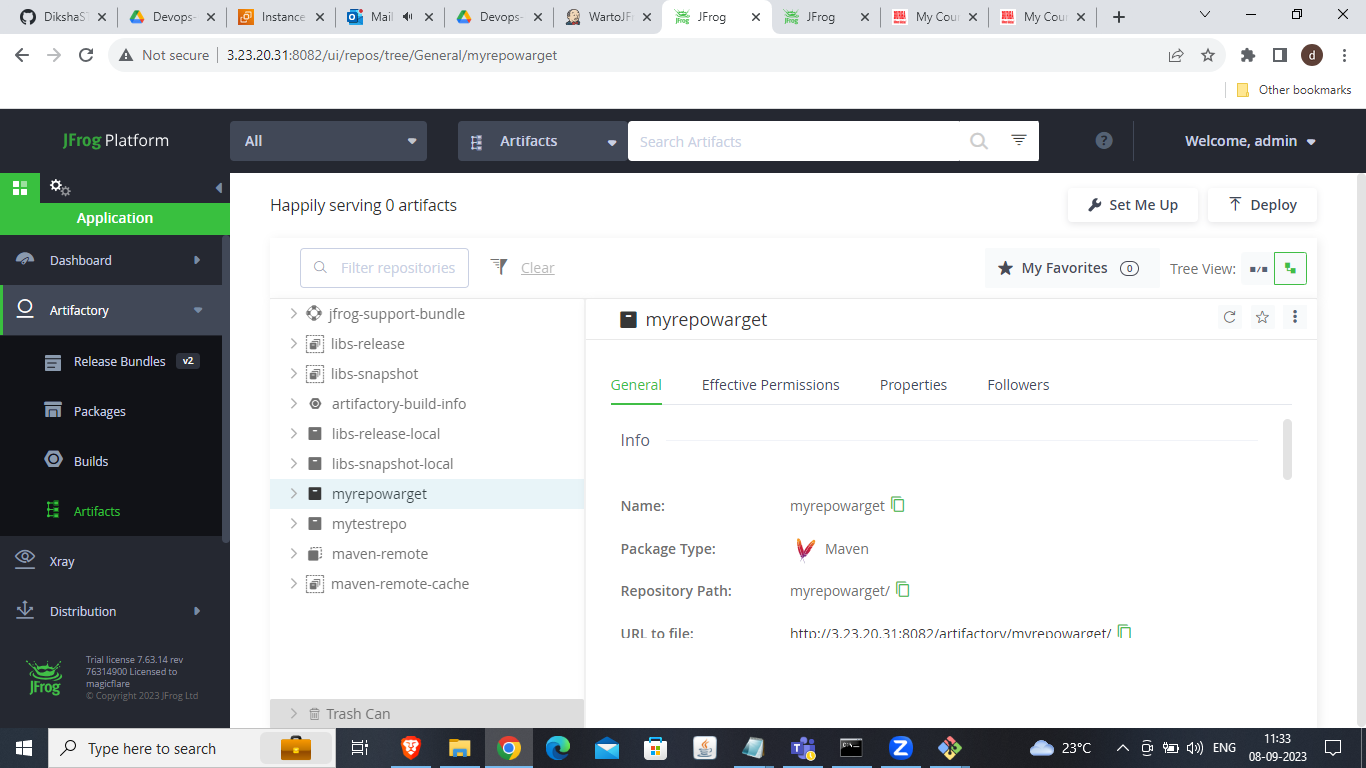 DikshaST
Devops-
Instance
Mail
Devops-
WartoJFr
JFrog
JFrog
My Cour
My Cour
Not secure 3.23.20.31:8082/ui/repos/tree/General/myrepowarget
d
Other bookmarks
JFrog Platform
All
Artifacts
Search Artifacts
?
Welcome, admin
Application
Dashboard
Artifactory
Release Bundles v2
Packages
Builds
Artifacts
Xray
Distribution
JFrog
Trial license 7.63.14 rev
76314900 Licensed to
magicflare
© Copyright 2023 JFrog Ltd
Happily serving 0 artifacts
Set Me Up
Deploy
Filter repositories
Clear
My Favorites 0
Tree View:
jfrog-support-bundle
libs-release
libs-snapshot
artifactory-build-info
libs-release-local
libs-snapshot-local
myrepowarget
mytestrepo
maven-remote
maven-remote-cache
Trash Can
myrepowarget
General
Effective Permissions
Properties
Followers
Info
Name: myrepowarget
Package Type: Maven
Repository Path: myrepowarget/
URL to file: http://3.23.20.31:8082/artifactory/myrepowarget/
Type here to search
23°C
ENG
11:33
08-09-2023